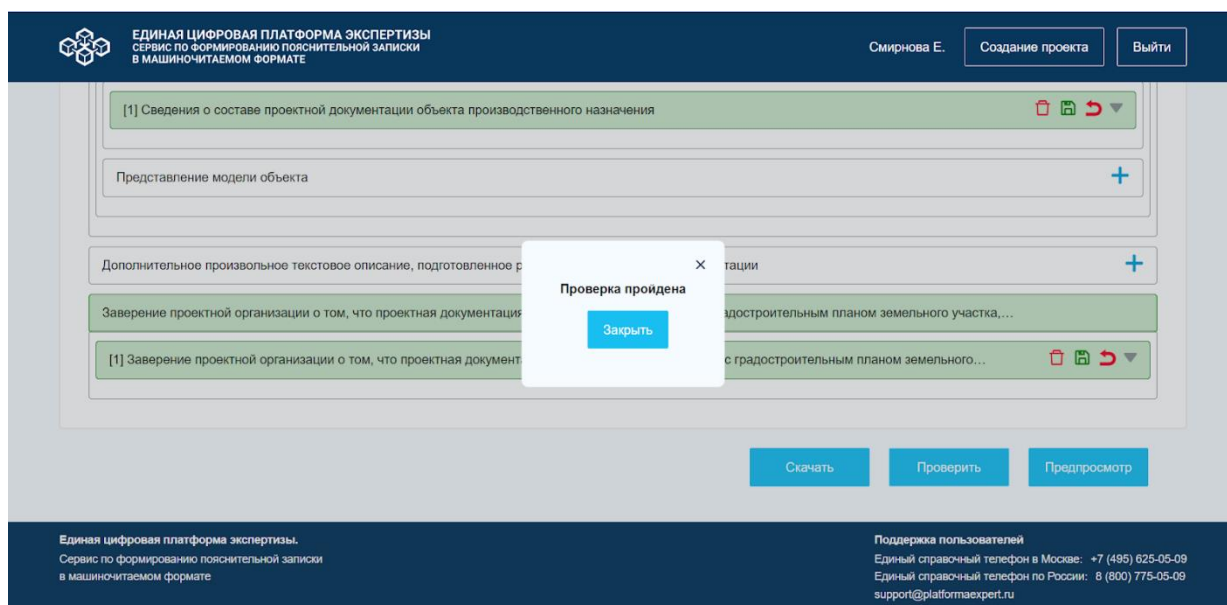 ЕДИНАЯ ЦИФРОВАЯ ПЛАТФОРМА ЭКСПЕРТИЗЫ
СЕРВИС ПО ФОРМИРОВАНИЮ ПОЯСНИТЕЛЬНОЙ ЗАПИСКИ
В МАШИНОЧИТАЕМОМ ФОРМАТЕ
Смирнова Е.
Создание проекта
Выйти
[1] Сведения о составе проектной документации объекта производственного назначения
Представление модели объекта
Дополнительное произвольное текстовое описание, подготовленное р
тации
Проверка пройдена
Закрыть
Заверение проектной организации о том, что проектная документация
адостроительным планом земельного участка,...
[1] Заверение проектной организации о том, что проектная документ
с градостроительным планом земельного...
Скачать
Проверить
Предпросмотр
Единая цифровая платформа экспертизы.
Сервис по формированию пояснительной записки
в машиночитаемом формате
Поддержка пользователей
Единый справочный телефон в Москве: +7 (495) 625-05-09
Единый справочный телефон по России: 8 (800) 775-05-09
support@platformaexpert.ru